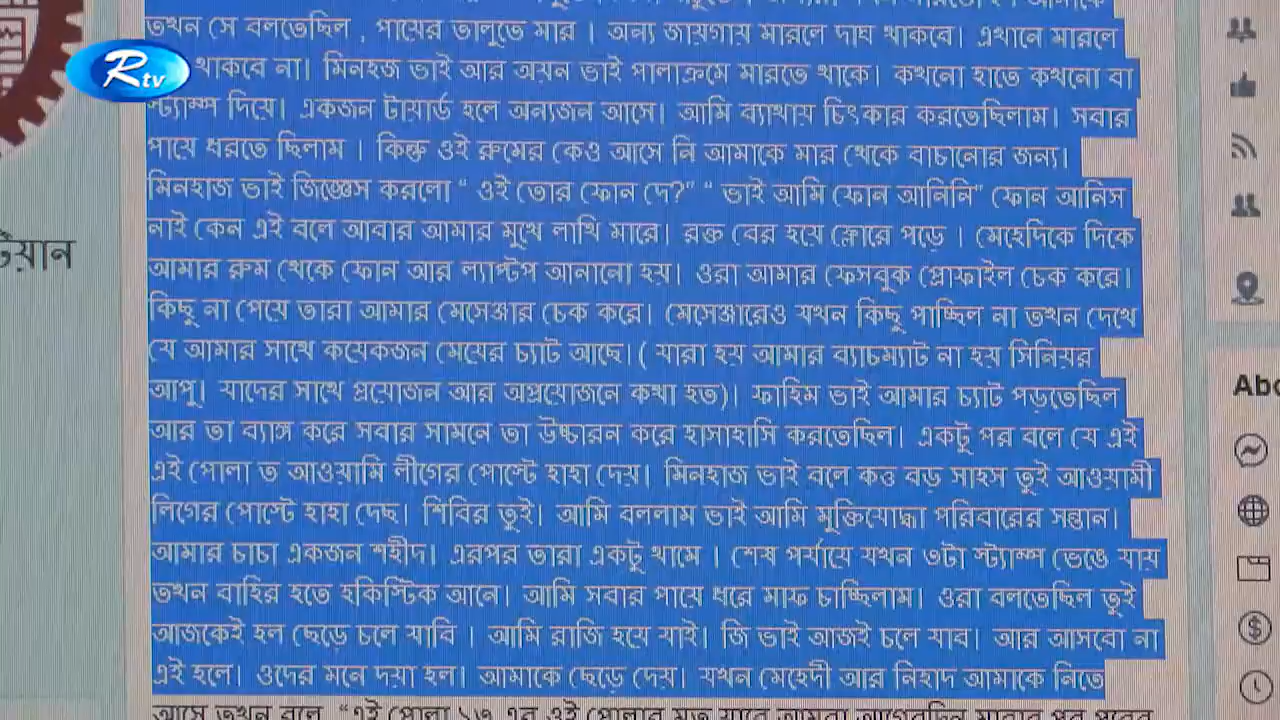 তখন সে বলতেছিল , পায়ের তালুতে মার । অন্য জায়গায় মারলে দাগ থাকবে। এখানে মারলে
Rtv
থাকবে না। মিনহাজ ভাই আর অয়ন ভাই পালাক্রমে মারতে থাকে। কখনো হাতে কখনো বা
স্ট্যাম্প দিয়ে। একজন টায়ার্ড হলে অন্যজন আসে। আমি ব্যাথায় চিৎকার করতেছিলাম। সবার
পায়ে ধরতে ছিলাম । কিন্তু ওই রুমের কেও আসে নি আমাকে মার থেকে বাচানোর জন্য।
মিনহাজ ভাই জিজ্ঞেস করলো “ ওই তোর ফোন দে?” “ ভাই আমি ফোন আনিনি” ফোন আনিস
নাই কেন এই বলে আবার আমার মুখে লাথি মারে। রক্ত বের হয়ে ফ্লোরে পড়ে । মেহেদিকে দিকে
আমার রুম থেকে ফোন আর ল্যাপ্টপ আনানো হয়। ওরা আমার ফেসবুক প্রোফাইল চেক করে।
কিছু না পেয়ে তারা আমার মেসেঞ্জার চেক করে। মেসেঞ্জারেও যখন কিছু পাচ্ছিল না তখন দেখে
যে আমার সাথে কয়েকজন মেয়ের চ্যাট আছে। ( যারা হয় আমার ব্যাচম্যাট না হয় সিনিয়র
আপু। যাদের সাথে প্রয়োজন আর অপ্রয়োজনে কথা হত)। ফাহিম ভাই আমার চ্যাট পড়তেছিল
আর তা ব্যাঙ্গ করে সবার সামনে তা উচ্চারন করে হাসাহাসি করতেছিল। একটু পর বলে যে এই
এই পোলা ত আওয়ামি লীগের পোস্টে হাহা দেয়। মিনহাজ ভাই বলে কত বড় সাহস তুই আওয়ামী
লিগের পোস্টে হাহা দেছ। শিবির তুই। আমি বললাম ভাই আমি মুক্তিযোদ্ধা পরিবারের সন্তান।
আমার চাচা একজন শহীদ। এরপর তারা একটু থামে । শেষ পর্যায়ে যখন ৩টা স্ট্যাম্প ভেঙে যায়
তখন বাহির হতে হকিস্টিক আনে। আমি সবার পায়ে ধরে মাফ চাচ্ছিলাম। ওরা বলতেছিল তুই
আজকেই হল ছেড়ে চলে যাবি । আমি রাজি হয়ে যাই। জি ভাই আজই চলে যাব। আর আসবো না
এই হলে। ওদের মনে দয়া হল। আমাকে ছেড়ে দেয়। যখন মেহেদী আর নিহাদ আমাকে নিতে